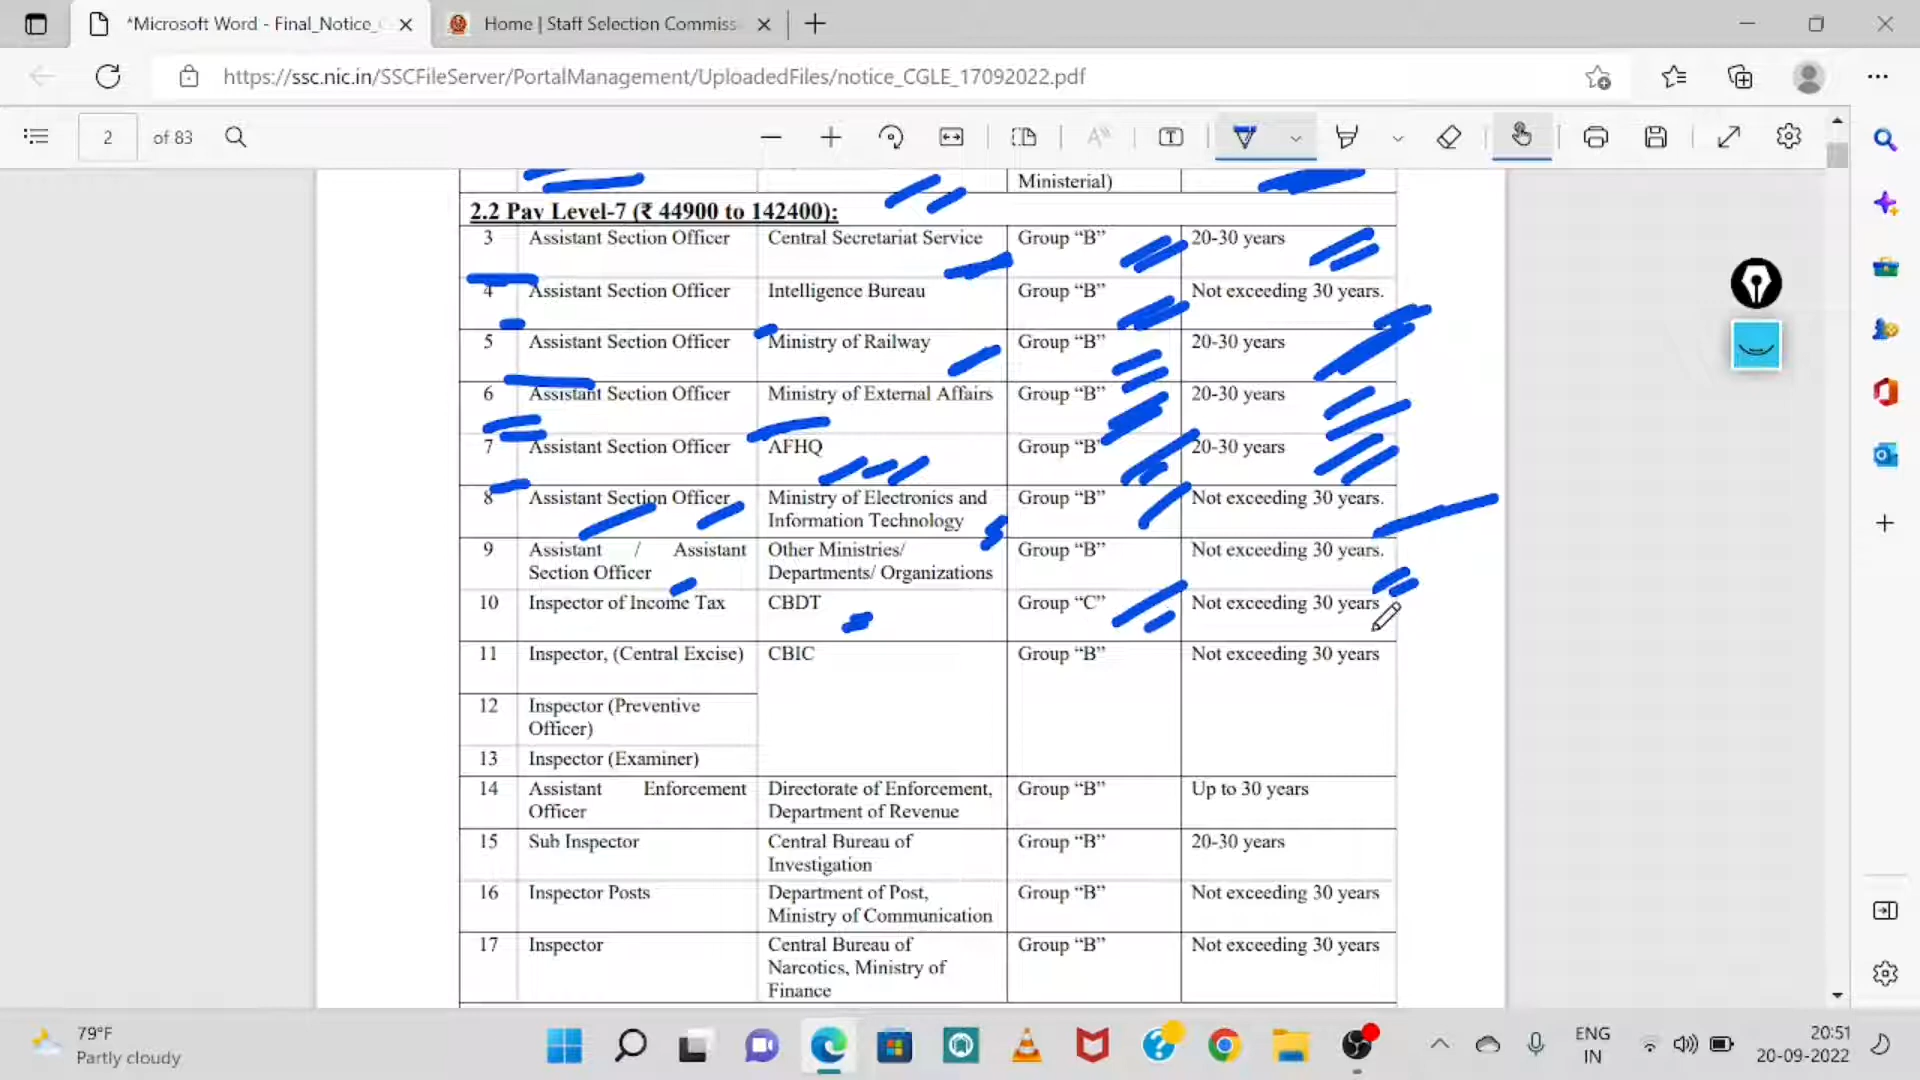 *Microsoft Word - Final_Notice_C
Home | Staff Selection Commiss
https://ssc.nic.in/SSCFileServer/PortalManagement/UploadedFiles/notice_CGLE_17092022.pdf
2 of 83
Ministerial)
2.2 Pay Level-7 (₹ 44900 to 142400):
3 Assistant Section Officer Central Secretariat Service Group “B” 20-30 years
4 Assistant Section Officer Intelligence Bureau Group “B” Not exceeding 30 years.
5 Assistant Section Officer Ministry of Railway Group “B” 20-30 years
6 Assistant Section Officer Ministry of External Affairs Group “B” 20-30 years
7 Assistant Section Officer AFHQ Group “B” 20-30 years
8 Assistant Section Officer Ministry of Electronics and Group “B” Not exceeding 30 years.
Information Technology
9 Assistant / Assistant Other Ministries/ Group “B” Not exceeding 30 years.
Section Officer Departments/ Organizations
10 Inspector of Income Tax CBDT Group “C” Not exceeding 30 years
11 Inspector, (Central Excise) CBIC Group “B” Not exceeding 30 years
12 Inspector (Preventive
Officer)
13 Inspector (Examiner)
14 Assistant Enforcement Directorate of Enforcement, Group “B” Up to 30 years
Officer Department of Revenue
15 Sub Inspector Central Bureau of Group “B” 20-30 years
Investigation
16 Inspector Posts Department of Post, Group “B” Not exceeding 30 years
Ministry of Communication
17 Inspector Central Bureau of Group “B” Not exceeding 30 years
Narcotics, Ministry of
Finance
79°F
Partly cloudy
ENG
IN
20:51
20-09-2022